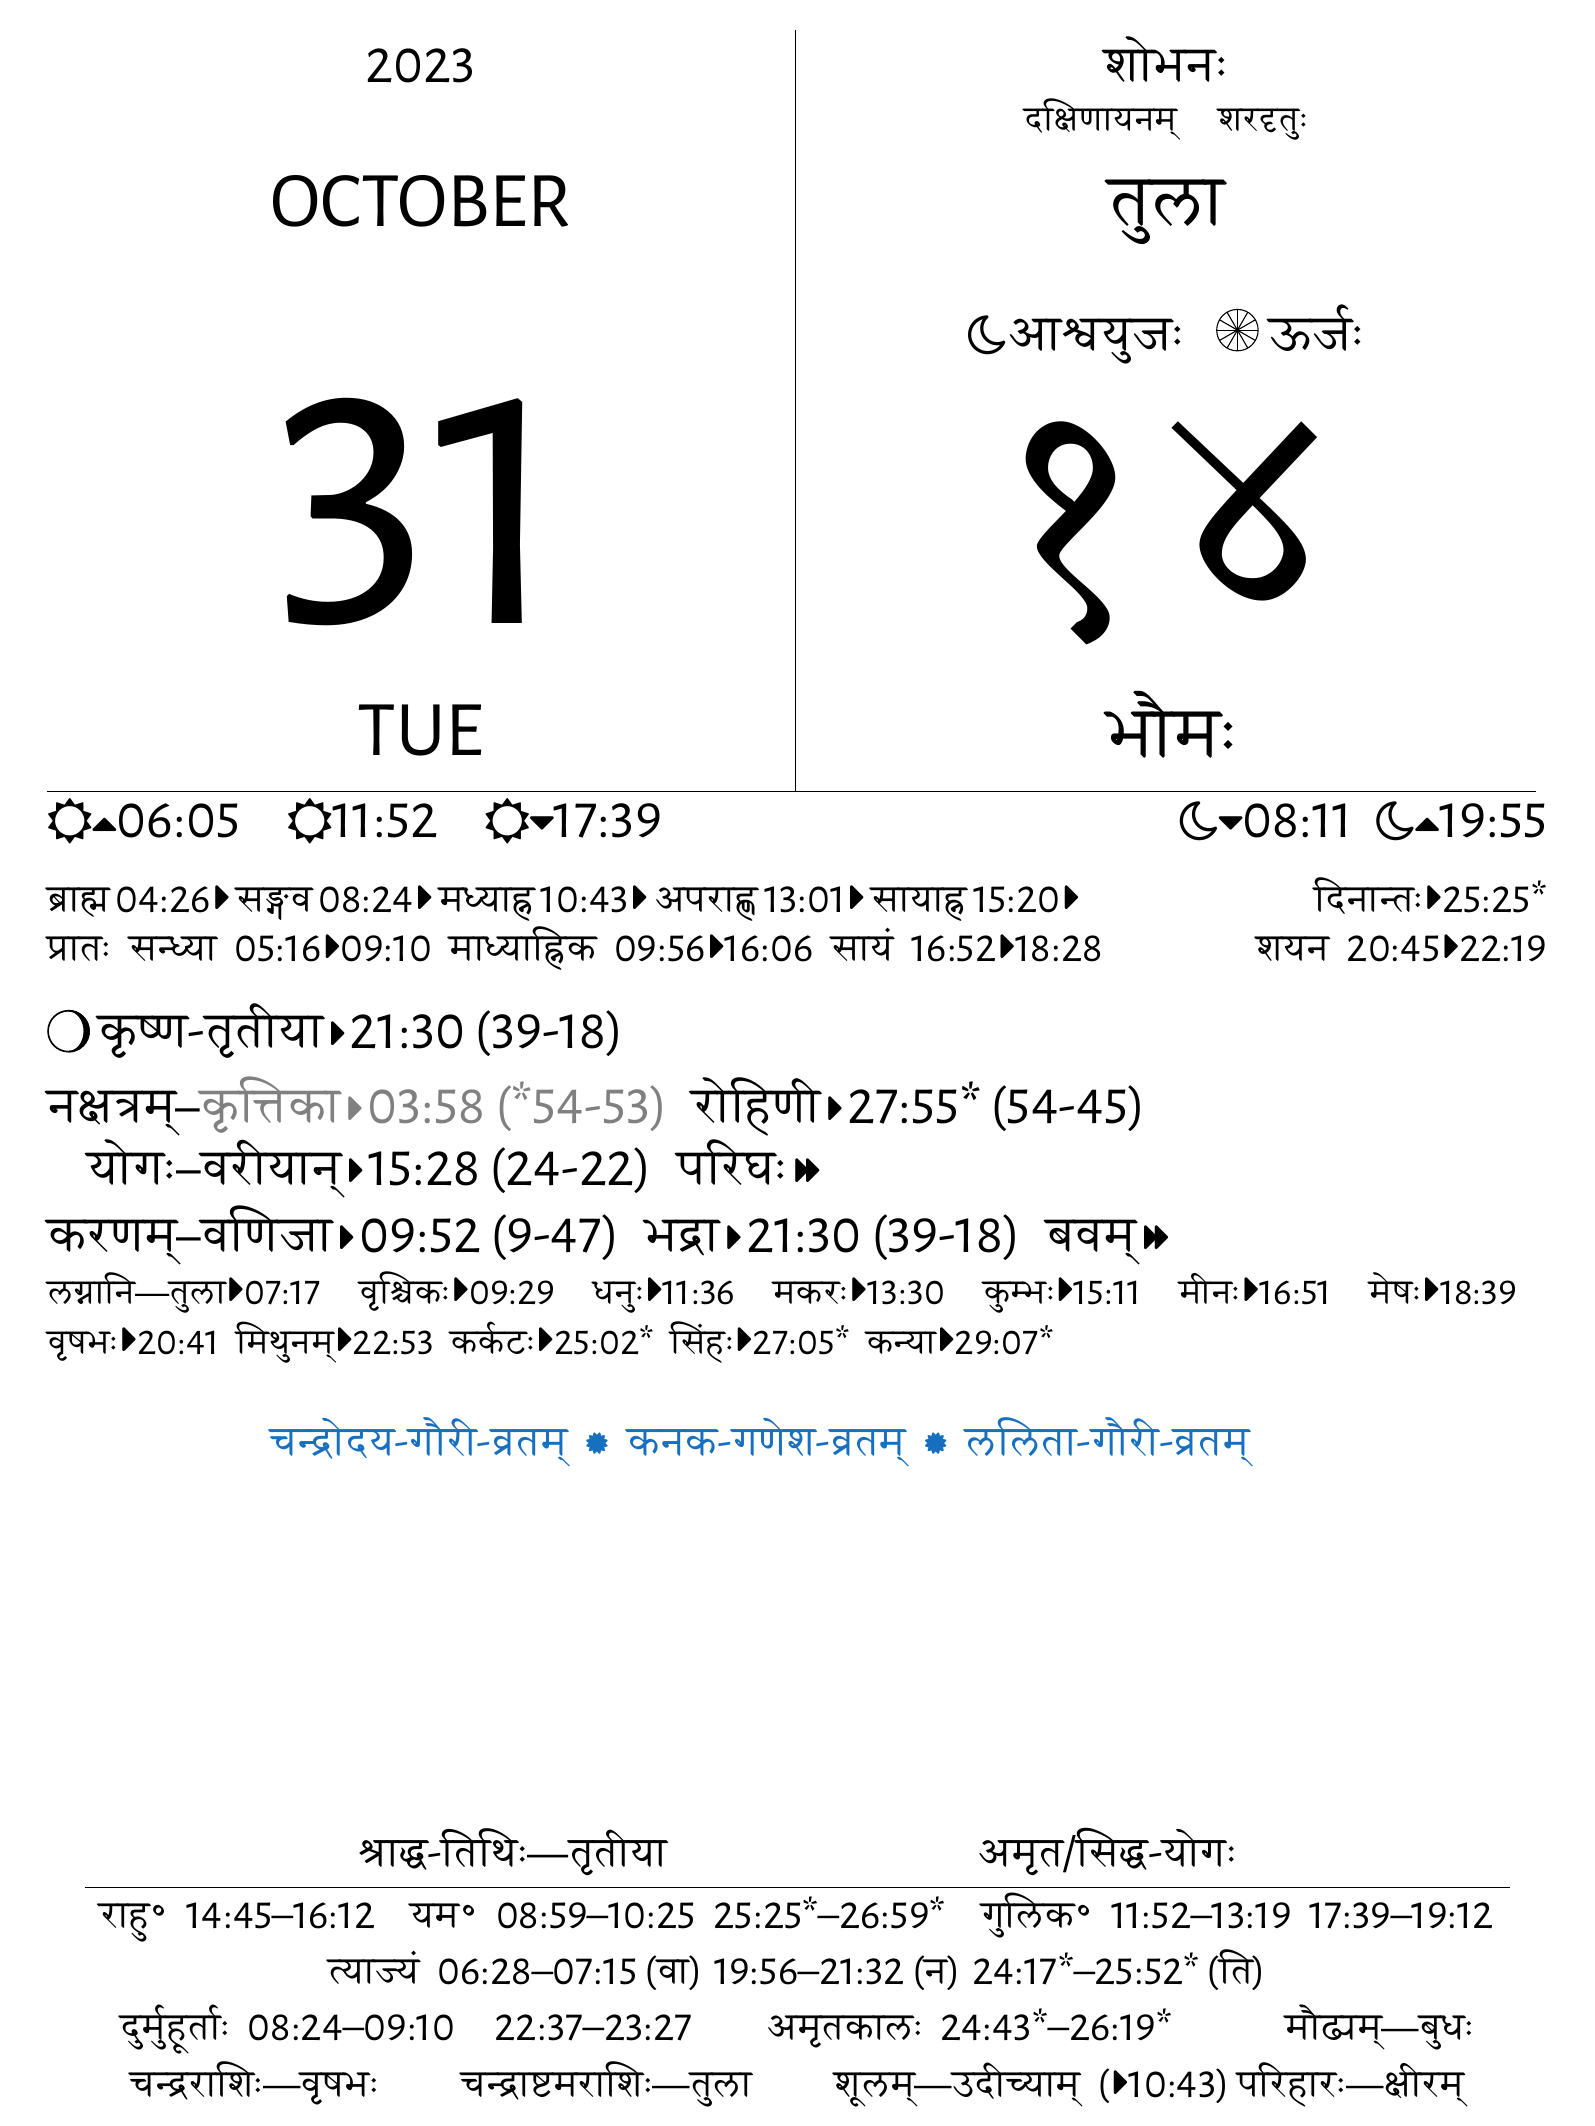 2023
OCTOBER
31
TUE
शोभनः
दक्षिणायनम् शरदृतुः
तुला
आश्वयुजः ऊर्जः
१४
भौमः
06:05 11:52 17:39 08:11 19:55
ब्राह्म 04:26 सङ्गव 08:24 मध्याह्न 10:43 अपराह्ण 13:01 सायाह्न 15:20 दिनान्तः 25:25*
प्रातः सन्ध्या 05:16 09:10 माध्याह्निक 09:56 16:06 सायं 16:52 18:28 शयन 20:45 22:19
कृष्ण-तृतीया 21:30 (39-18)
नक्षत्रम्–कृत्तिका 03:58 (*54-53) रोहिणी 27:55* (54-45)
योगः–वरीयान् 15:28 (24-22) परिघः
करणम्–वणिजा 09:52 (9-47) भद्रा 21:30 (39-18) बवम्
लग्नानि—तुला 07:17 वृश्चिकः 09:29 धनुः 11:36 मकरः 13:30 कुम्भः 15:11 मीनः 16:51 मेषः 18:39
वृषभः 20:41 मिथुनम् 22:53 कर्कटः 25:02* सिंहः 27:05* कन्या 29:07*
चन्द्रोदय-गौरी-व्रतम् कनक-गणेश-व्रतम् ललिता-गौरी-व्रतम्
श्राद्ध-तिथिः—तृतीया अमृत/सिद्ध-योगः
राहु॰ 14:45–16:12 यम॰ 08:59–10:25 25:25*–26:59* गुलिक॰ 11:52–13:19 17:39–19:12
त्याज्यं 06:28–07:15 (वा) 19:56–21:32 (न) 24:17*–25:52* (ति)
दुर्मुहूर्ताः 08:24–09:10 22:37–23:27 अमृतकालः 24:43*–26:19* मौढ्यम्—बुधः
चन्द्रराशिः—वृषभः चन्द्राष्टमराशिः—तुला शूलम्—उदीच्याम् (10:43) परिहारः—क्षीरम्